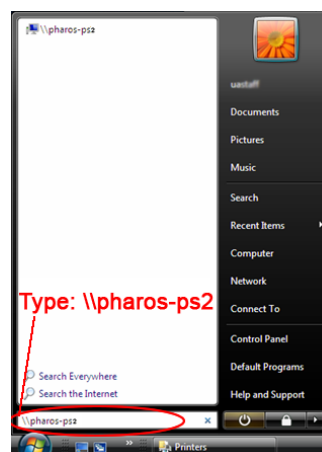 \\pharos-ps2
uastaff
Documents
Pictures
Music
Search
Recent Items
Computer
Network
Connect To
Control Panel
Default Programs
Help and Support
Type: \\pharos-ps2
Search Everywhere
Search the Internet
\\pharos-ps2
Printers